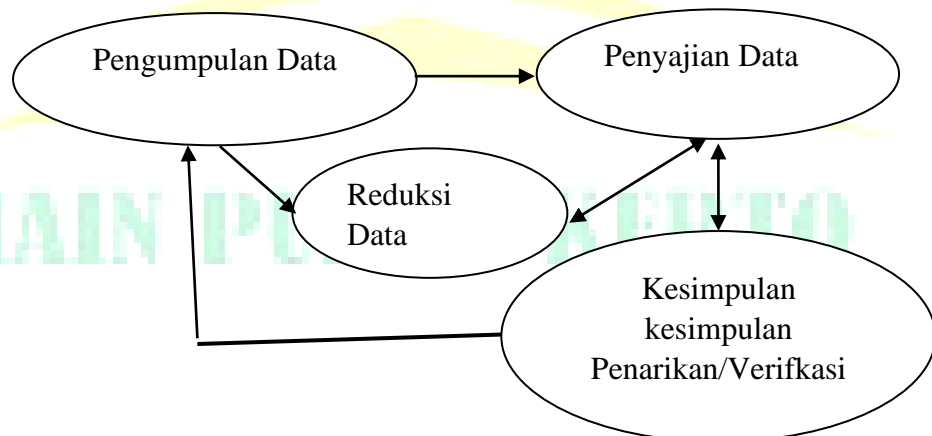 Pengumpulan Data
Penyajian Data
Reduksi
Data
Kesimpulan
kesimpulan
Penarikan/Verifkasi